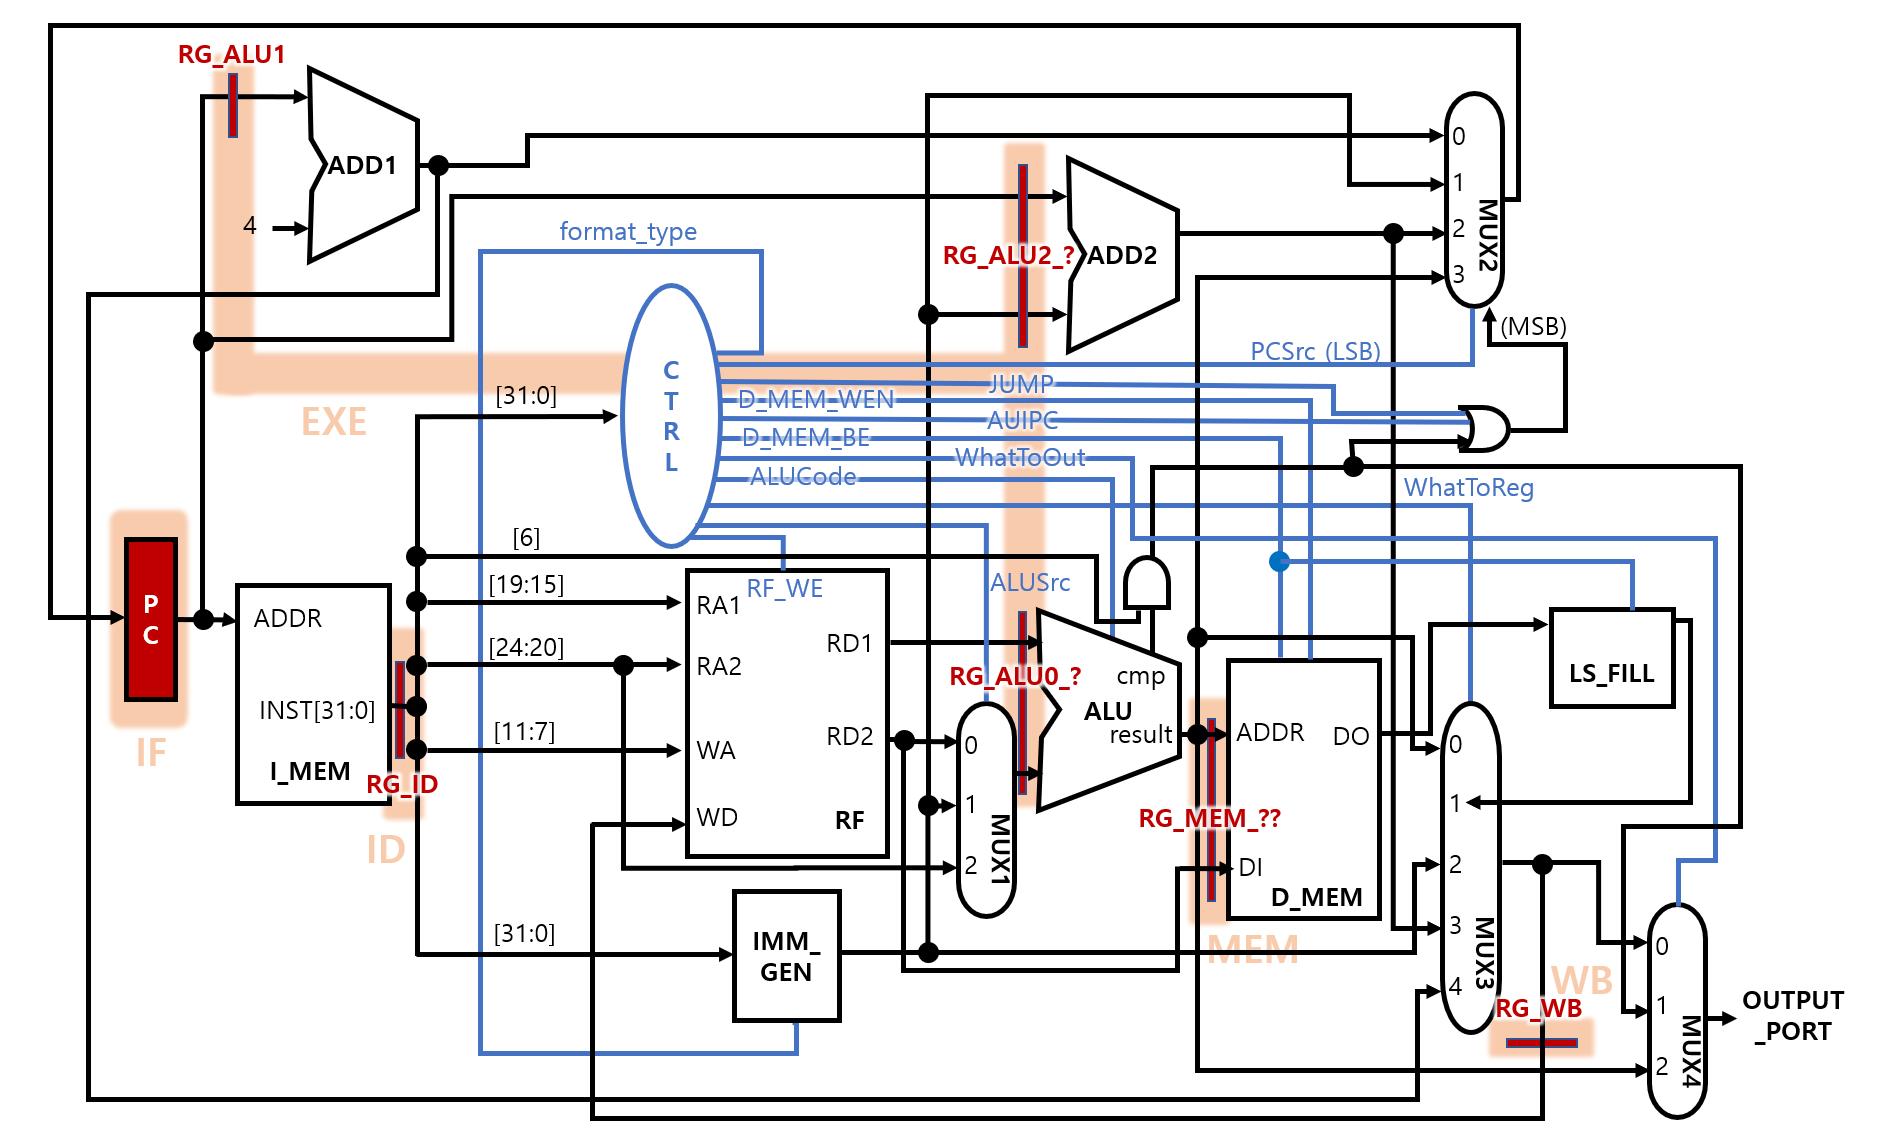 RG_ALU1
ADD1
4
format_type
RG_ALU2_?
ADD2
0
1
2
3
MUX2
(MSB)
PCSrc (LSB)
JUMP
D_MEM_WEN
AUIPC
D_MEM_BE
WhatToOut
ALUCode
WhatToReg
C
T
R
L
EXE
[31:0]
[6]
[19:15]
[24:20]
[11:7]
[31:0]
P
C
IF
ADDR
INST[31:0]
I_MEM
RG_ID
ID
RF_WE
RA1
RA2
WA
WD
RD1
RD2
RF
ALUSrc
RG_ALU0_?
0
1
2
MUX1
cmp
ALU
result
RG_MEM_??
ADDR
DO
DI
D_MEM
MEM
LS_FILL
0
1
2
3
4
MUX3
IMM_
GEN
WB
RG_WB
0
1
2
MUX4
OUTPUT
_PORT